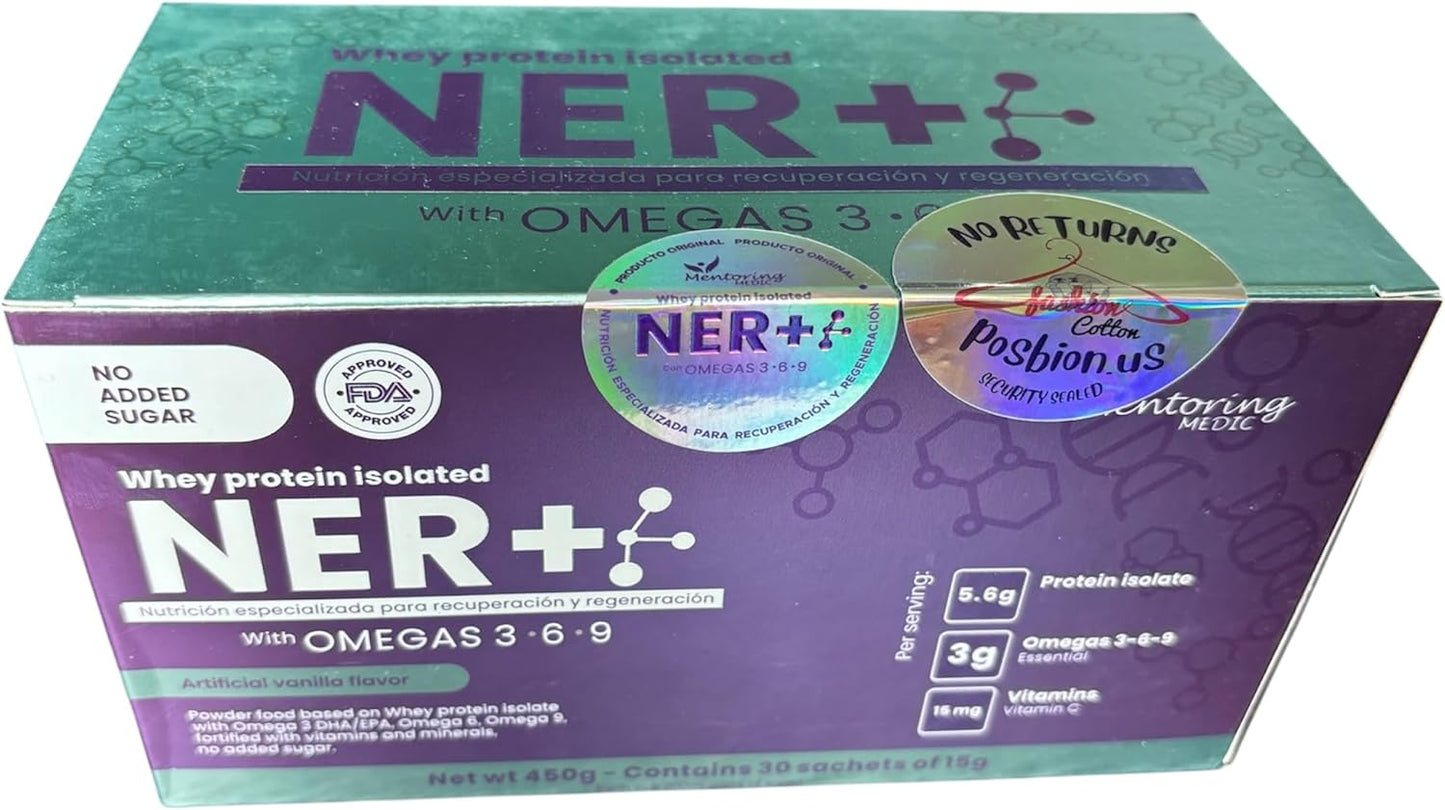 Whey protein isolated
NER+
Nutrición especializada para recuperación y regeneración
With OMEGAS 3 •
PRODUCTO ORIGINAL PRODUCTO ORIGINAL
Mentoring
MEDIC
Whey protein isolated
NER+
con OMEGAS 3•6•9
NUTRICIÓN ESPECIALIZADA PARA RECUPERACIÓN Y REGENERACIÓN
NO RETURNS
fashion
Cotton
Posbion_us
SECURITY SEALED
NO
ADDED
SUGAR
APPROVED
FDA
APPROVED
entoring
MEDIC
Whey protein isolated
NER+
Nutrición especializada para recuperación y regeneración
With OMEGAS 3 • 6 • 9
Artificial vanilla flavor
Powder food based on Whey protein isolate
with Omega 3 DHA/EPA, Omega 6, Omega 9,
fortified with vitamins and minerals,
no added sugar.
Per serving:
5.6g Protein isolate
3g Omegas 3-6-9
Essential
15 mg Vitamins
Vitamin C
Net wt 450g - Contains 30 sachets of 15g